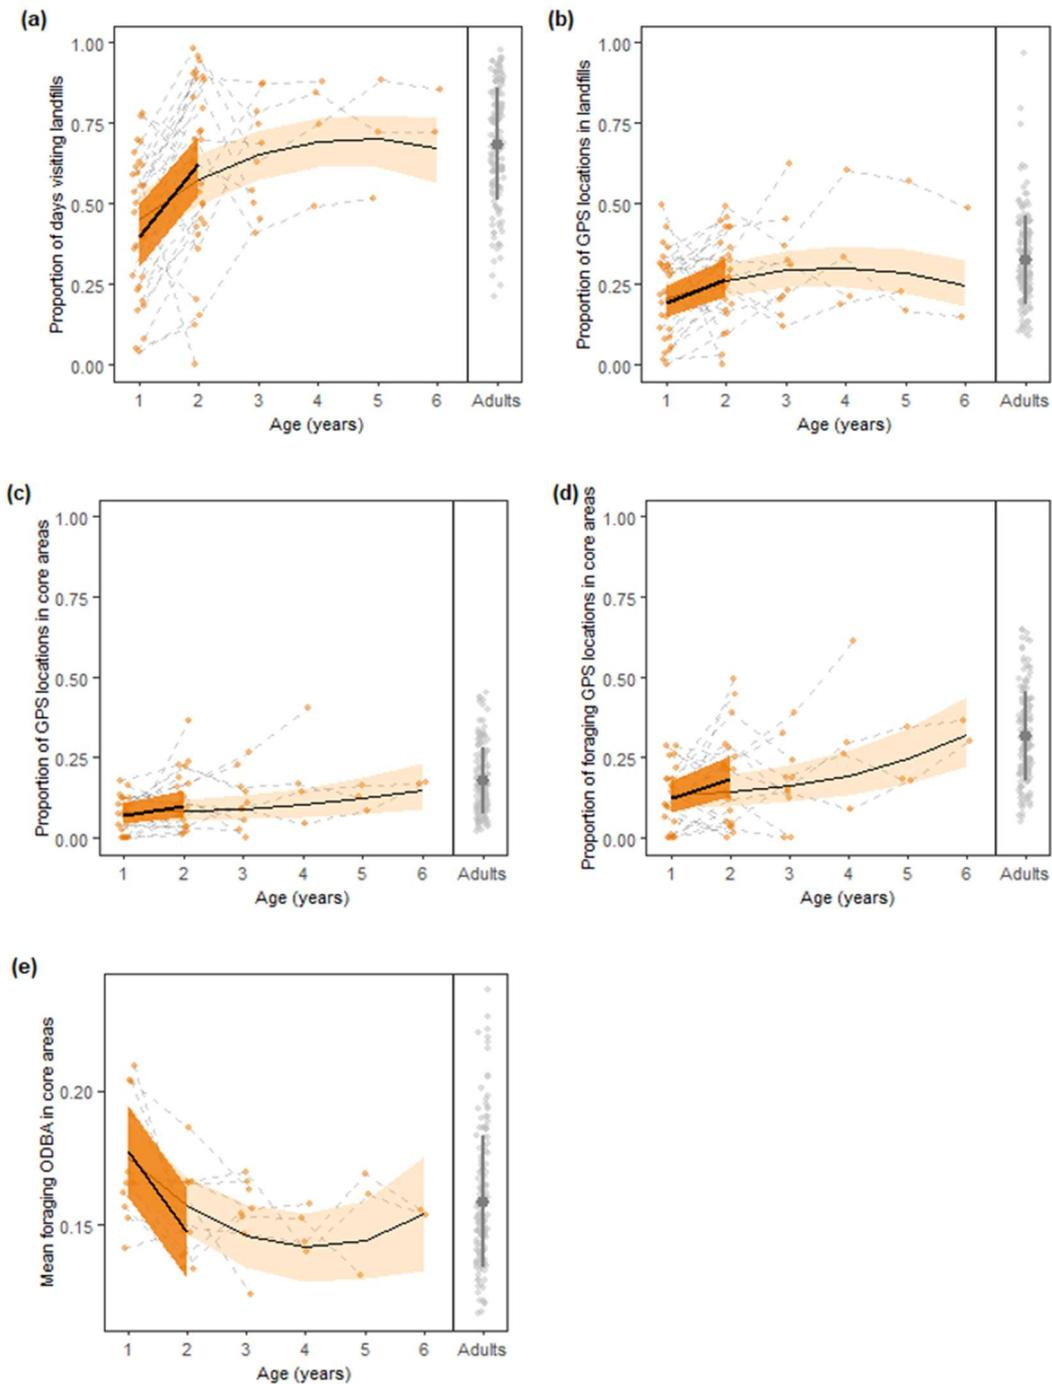 (a)
Proportion of days visiting landfills
1.00
0.75
0.50
0.25
0.00
1 2 3 4 5 6 Adults
Age (years)
(b)
Proportion of GPS locations in landfills
1.00
0.75
0.50
0.25
0.00
1 2 3 4 5 6 Adults
Age (years)
(c)
Proportion of GPS locations in core areas
1.00
0.75
0.50
0.25
0.00
1 2 3 4 5 6 Adults
Age (years)
(d)
Proportion of foraging GPS locations in core areas
1.00
0.75
0.50
0.25
0.00
1 2 3 4 5 6 Adults
Age (years)
(e)
Mean foraging ODBA in core areas
0.20
0.15
1 2 3 4 5 6 Adults
Age (years)